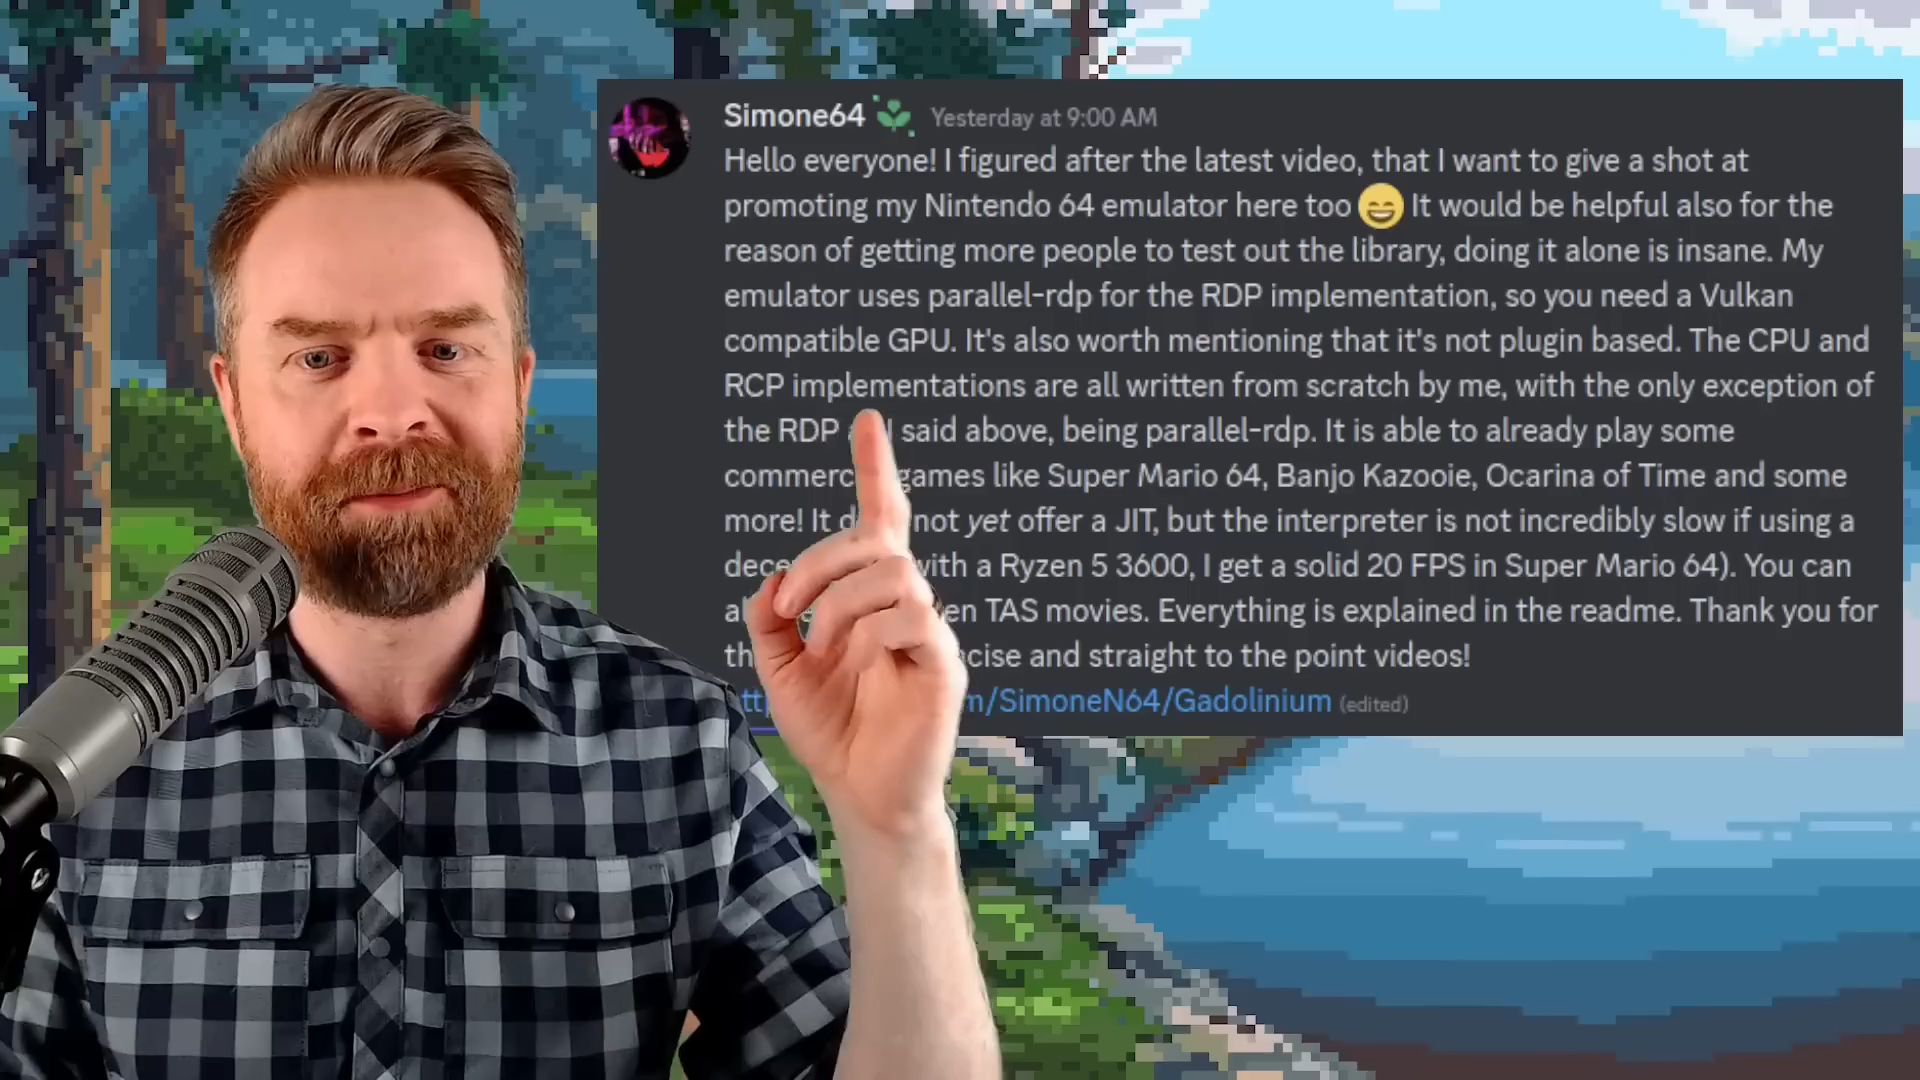 Simone64 Yesterday at 9:00 AM
Hello everyone! I figured after the latest video, that I want to give a shot at
promoting my Nintendo 64 emulator here too It would be helpful also for the
reason of getting more people to test out the library, doing it alone is insane. My
emulator uses parallel-rdp for the RDP implementation, so you need a Vulkan
compatible GPU. It's also worth mentioning that it's not plugin based. The CPU and
RCP implementations are all written from scratch by me, with the only exception of
the RDP I said above, being parallel-rdp. It is able to already play some
games like Super Mario 64, Banjo Kazooie, Ocarina of Time and some
more! It not yet offer a JIT, but the interpreter is not incredibly slow if using a
with a Ryzen 5 3600, I get a solid 20 FPS in Super Mario 64). You can
TAS movies. Everything is explained in the readme. Thank you for
and straight to the point videos!
m/SimoneN64/Gadolinium (edited)